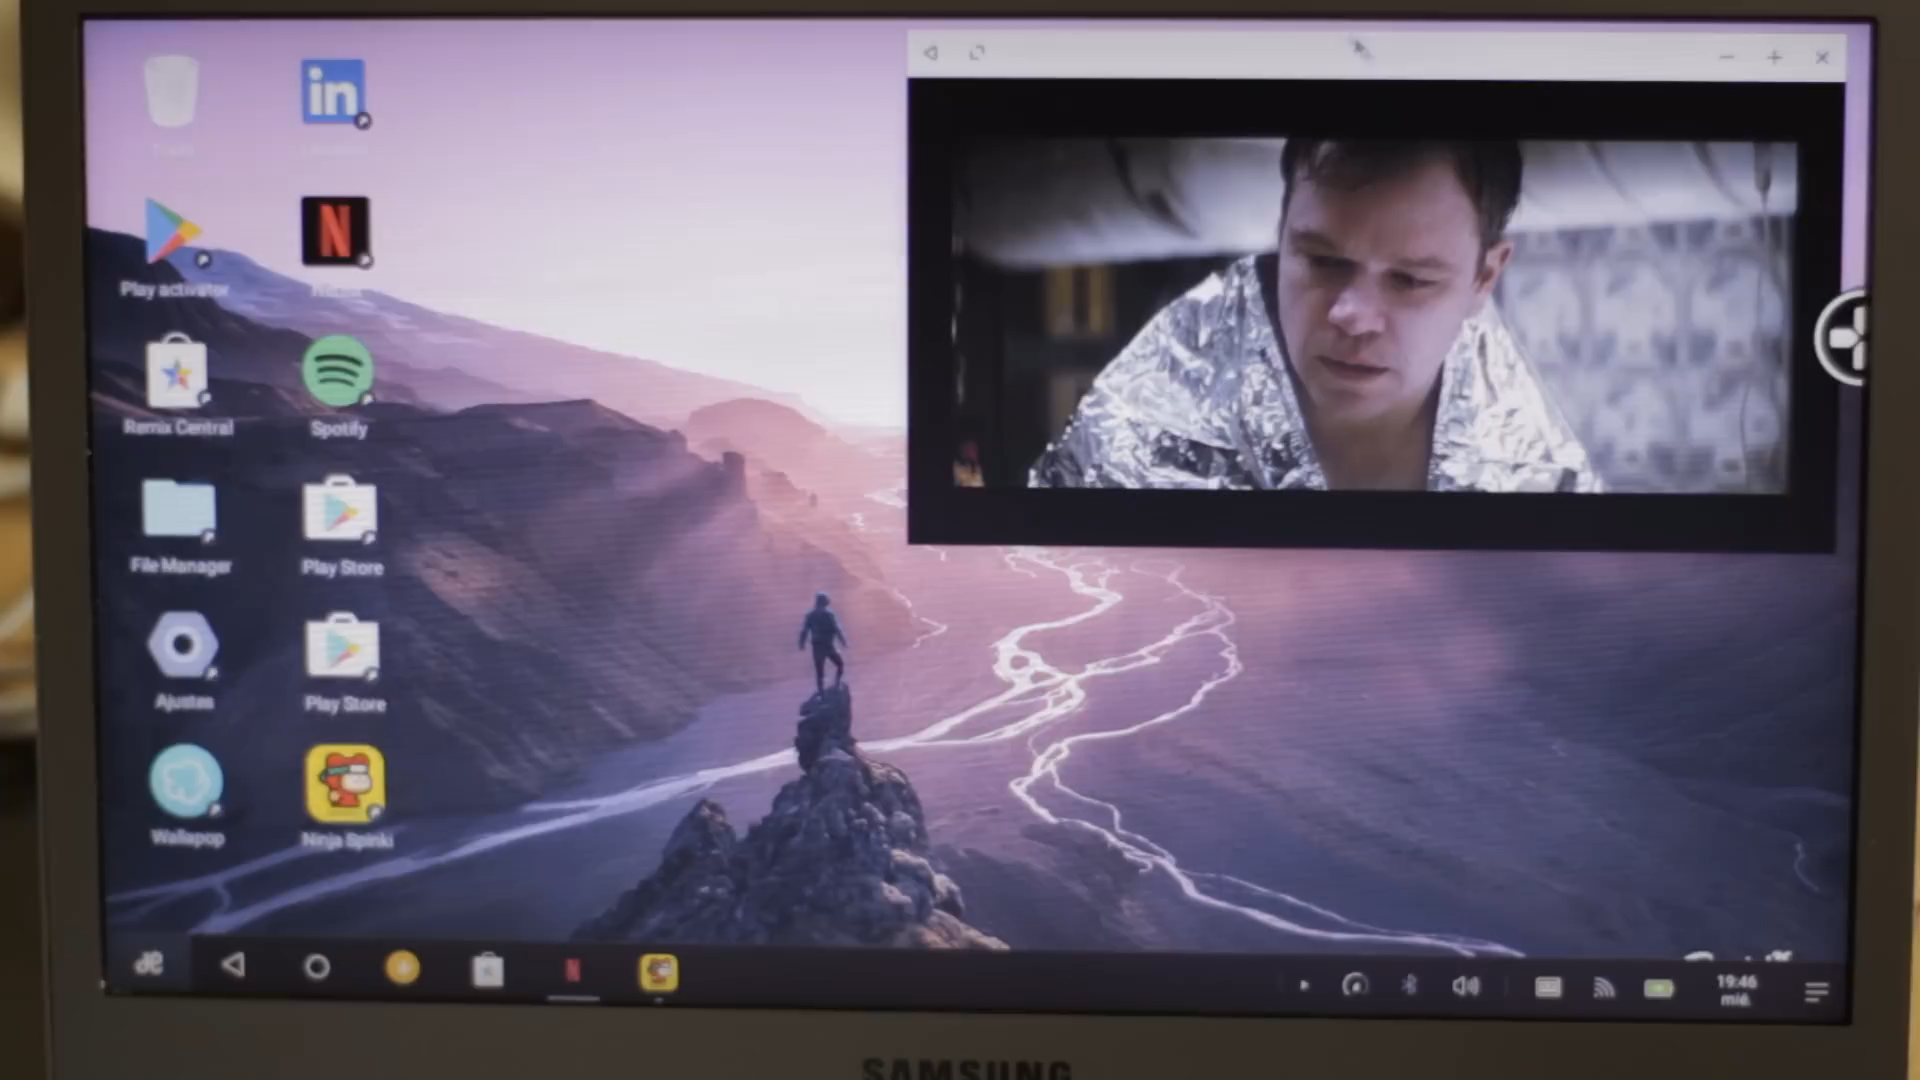 in
Play activator
N
Remix Central
Spotify
File Manager
Play Store
Ajustes
Play Store
Wallapop
Ninja Spinki
N
19:46
mié.
SAMSUNG